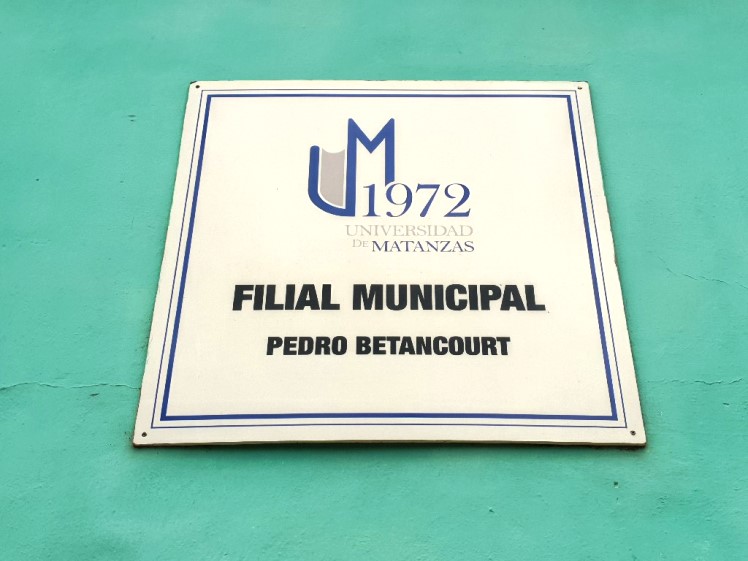 UM 1972
UNIVERSIDAD
DE MATANZAS
FILIAL MUNICIPAL
PEDRO BETANCOURT